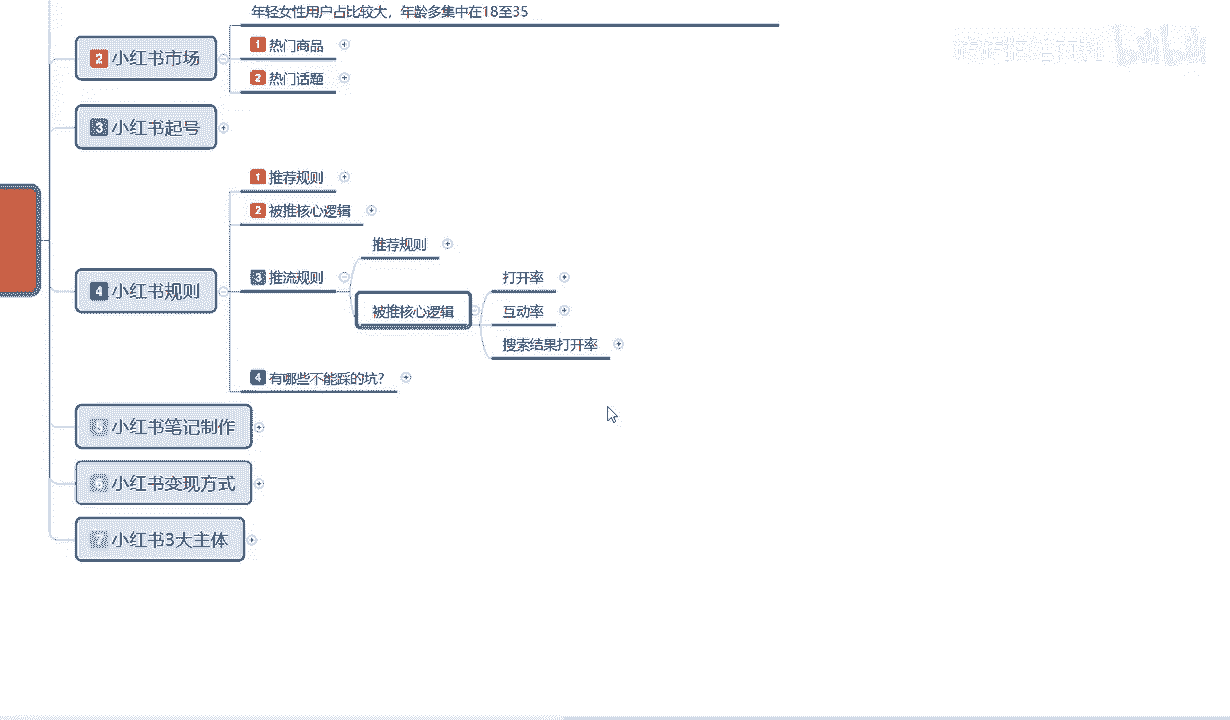 年轻女性用户占比较大，年龄多集中在18至35
2 小红书市场
1 热门商品
2 热门话题
3 小红书起号
4 小红书规则
1 推荐规则
2 被推核心逻辑
3 推流规则
推荐规则
被推核心逻辑
打开率
互动率
搜索结果打开率
4 有哪些不能踩的坑？
小红书笔记制作
小红书变现方式
7 小红书3大主体
bilibili